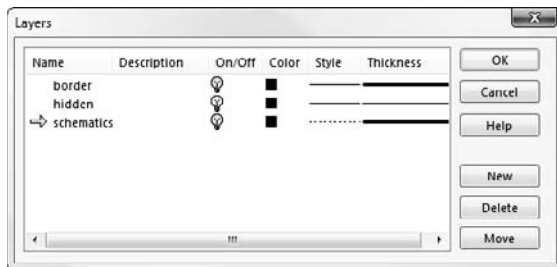 Layers
Name Description On/Off Color Style Thickness
border
hidden
schematics
OK
Cancel
Help
New
Delete
Move